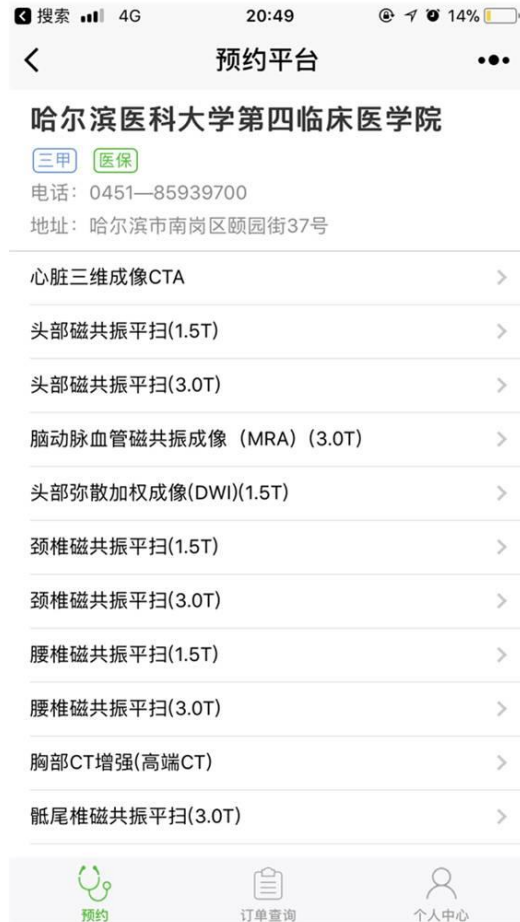 搜索 4G 20:49 14%
预约平台
哈尔滨医科大学第四临床医学院
三甲 医保
电话：0451—85939700
地址：哈尔滨市南岗区颐园街37号
心脏三维成像CTA
头部磁共振平扫(1.5T)
头部磁共振平扫(3.0T)
脑动脉血管磁共振成像（MRA）(3.0T)
头部弥散加权成像(DWI)(1.5T)
颈椎磁共振平扫(1.5T)
颈椎磁共振平扫(3.0T)
腰椎磁共振平扫(1.5T)
腰椎磁共振平扫(3.0T)
胸部CT增强(高端CT)
骶尾椎磁共振平扫(3.0T)
预约 订单查询 个人中心